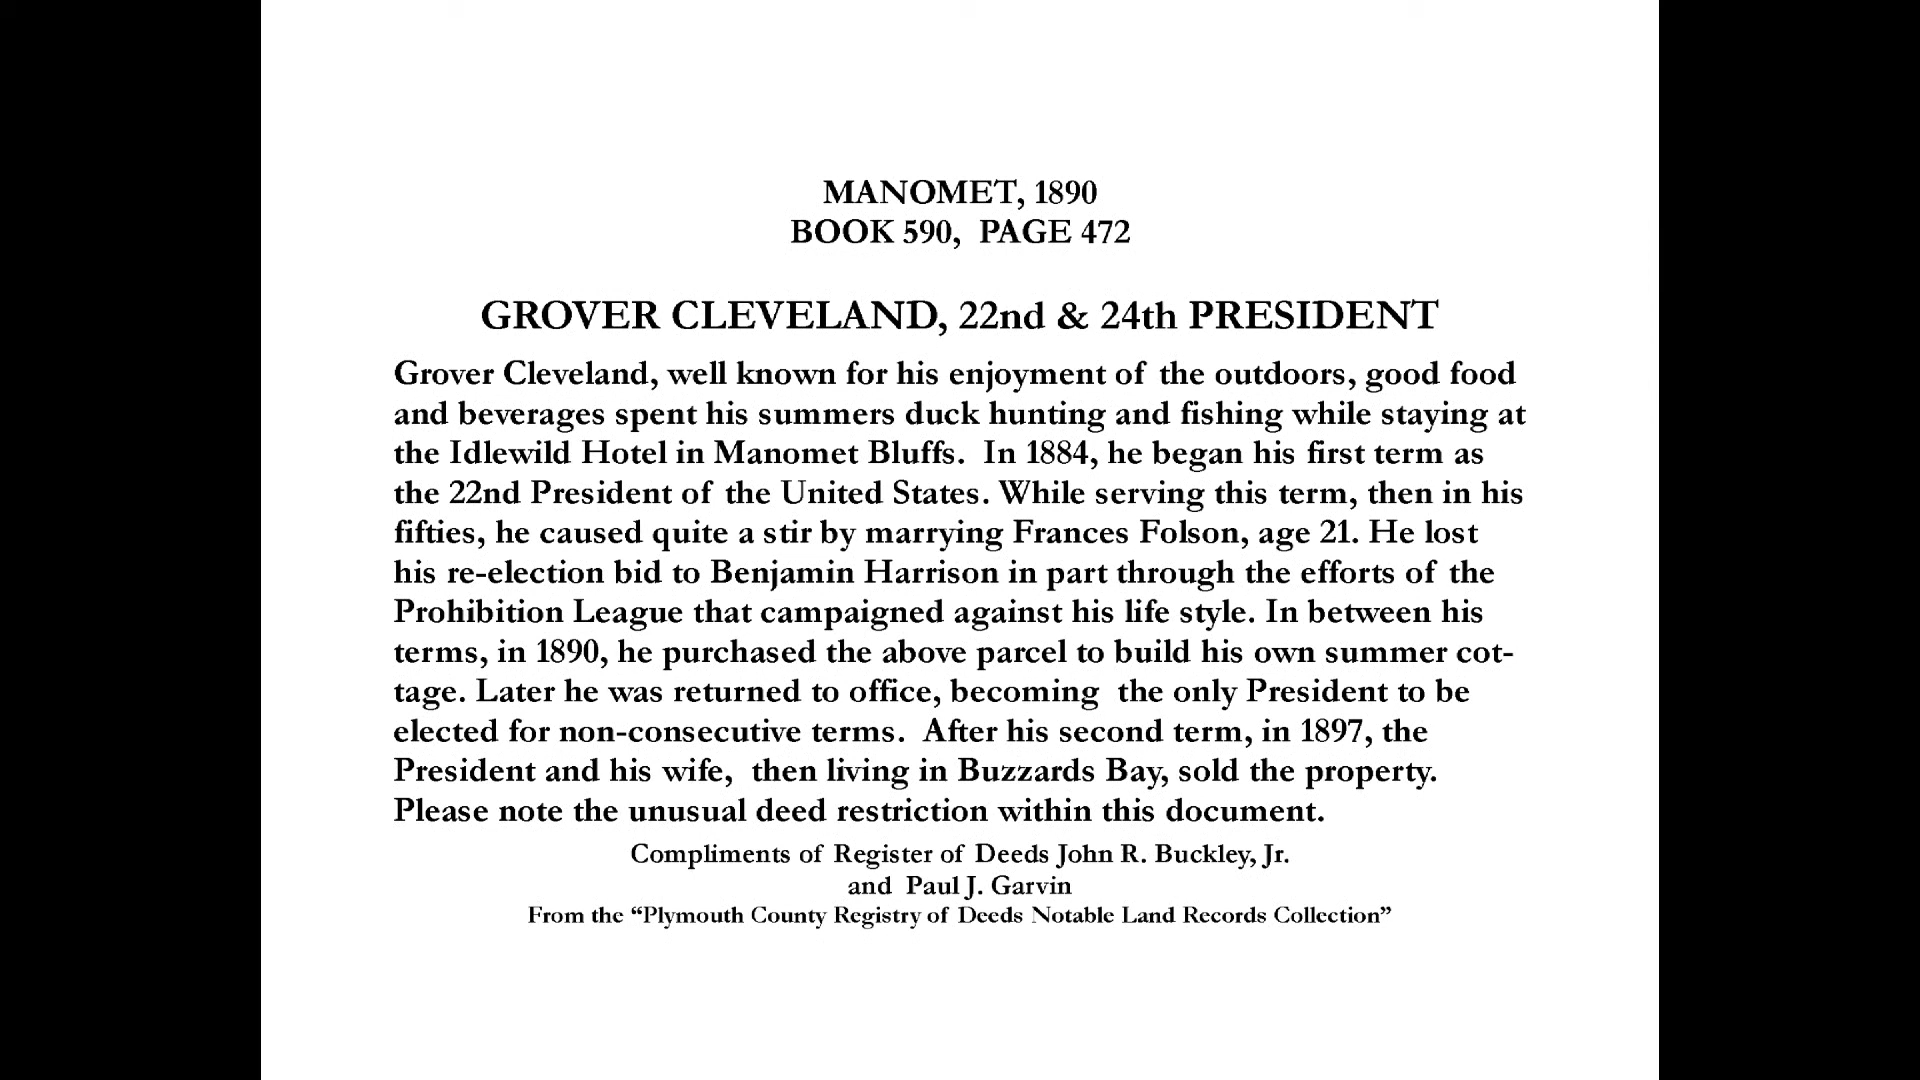 MANOMET, 1890
BOOK 590, PAGE 472
GROVER CLEVELAND, 22nd & 24th PRESIDENT
Grover Cleveland, well known for his enjoyment of the outdoors, good food
and beverages spent his summers duck hunting and fishing while staying at
the Idlewild Hotel in Manomet Bluffs. In 1884, he began his first term as
the 22nd President of the United States. While serving this term, then in his
fifties, he caused quite a stir by marrying Frances Folson, age 21. He lost
his re-election bid to Benjamin Harrison in part through the efforts of the
Prohibition League that campaigned against his life style. In between his
terms, in 1890, he purchased the above parcel to build his own summer cot-
tage. Later he was returned to office, becoming the only President to be
elected for non-consecutive terms. After his second term, in 1897, the
President and his wife, then living in Buzzards Bay, sold the property.
Please note the unusual deed restriction within this document.
Compliments of Register of Deeds John R. Buckley, Jr.
and Paul J. Garvin
From the “Plymouth County Registry of Deeds Notable Land Records Collection”